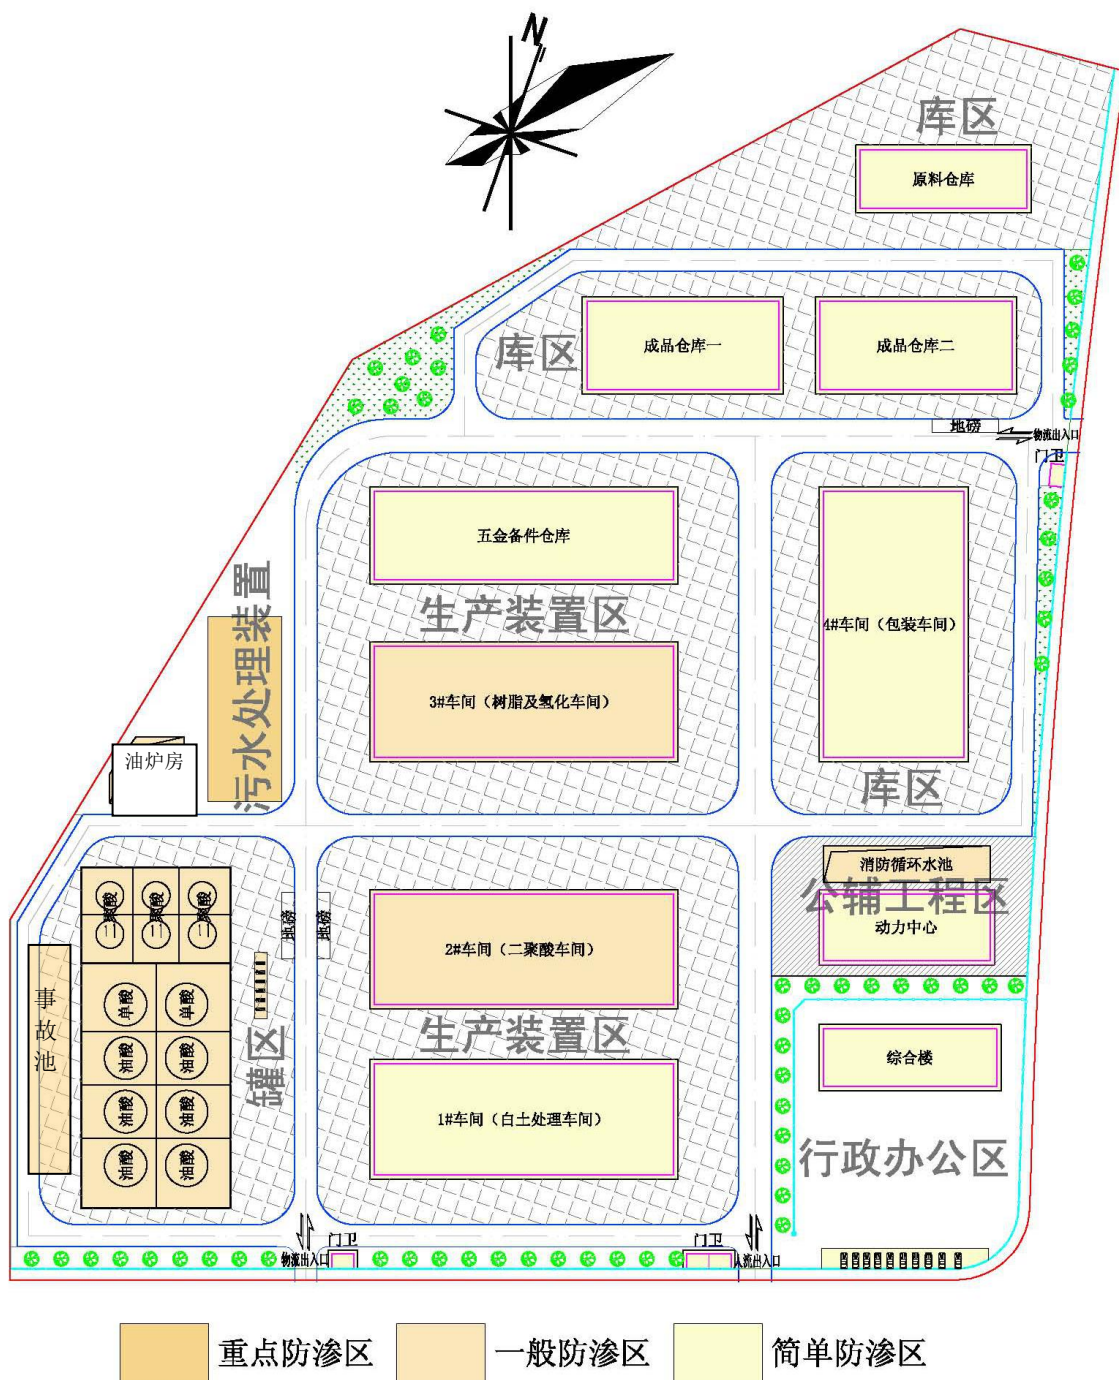 N
库区
原料仓库
库区
成品仓库一
成品仓库二
地磅
物流出入口
门卫
五金备件仓库
生产装置区
4#车间（包装车间）
污水处理装置
3#车间（树脂及氢化车间）
油炉房
库区
消防循环水池
公辅工程区
动力中心
二聚酸
二聚酸
二聚酸
地磅
地磅
2#车间（二聚酸车间）
事故池
单酸
单酸
生产装置区
罐区
油酸
油酸
综合楼
油酸
油酸
1#车间（白土处理车间）
油酸
油酸
行政办公区
门卫
门卫
物流出入口
人流出入口
重点防渗区
一般防渗区
简单防渗区